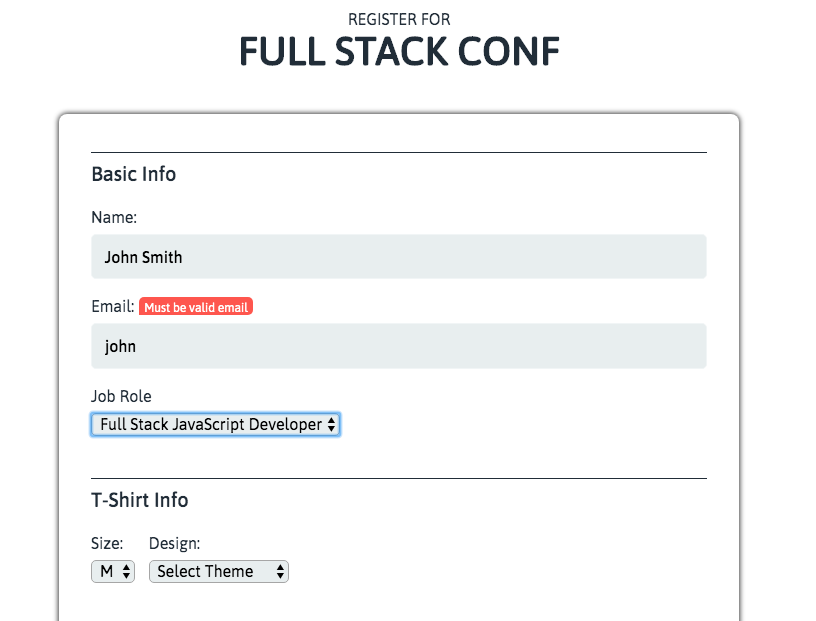 REGISTER FOR
FULL STACK CONF
Basic Info
Name:
John Smith
Email: Must be valid email
john
Job Role
Full Stack JavaScript Developer
T-Shirt Info
Size: Design:
M Select Theme